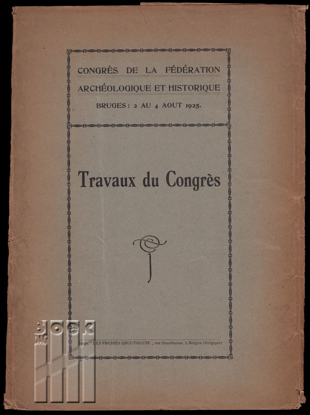 CONGRÈS DE LA FÉDÉRATION
ARCHÉOLOGIQUE ET HISTORIQUE
BRUGES : 2 AU 4 AOUT 1925.
Travaux du Congrès